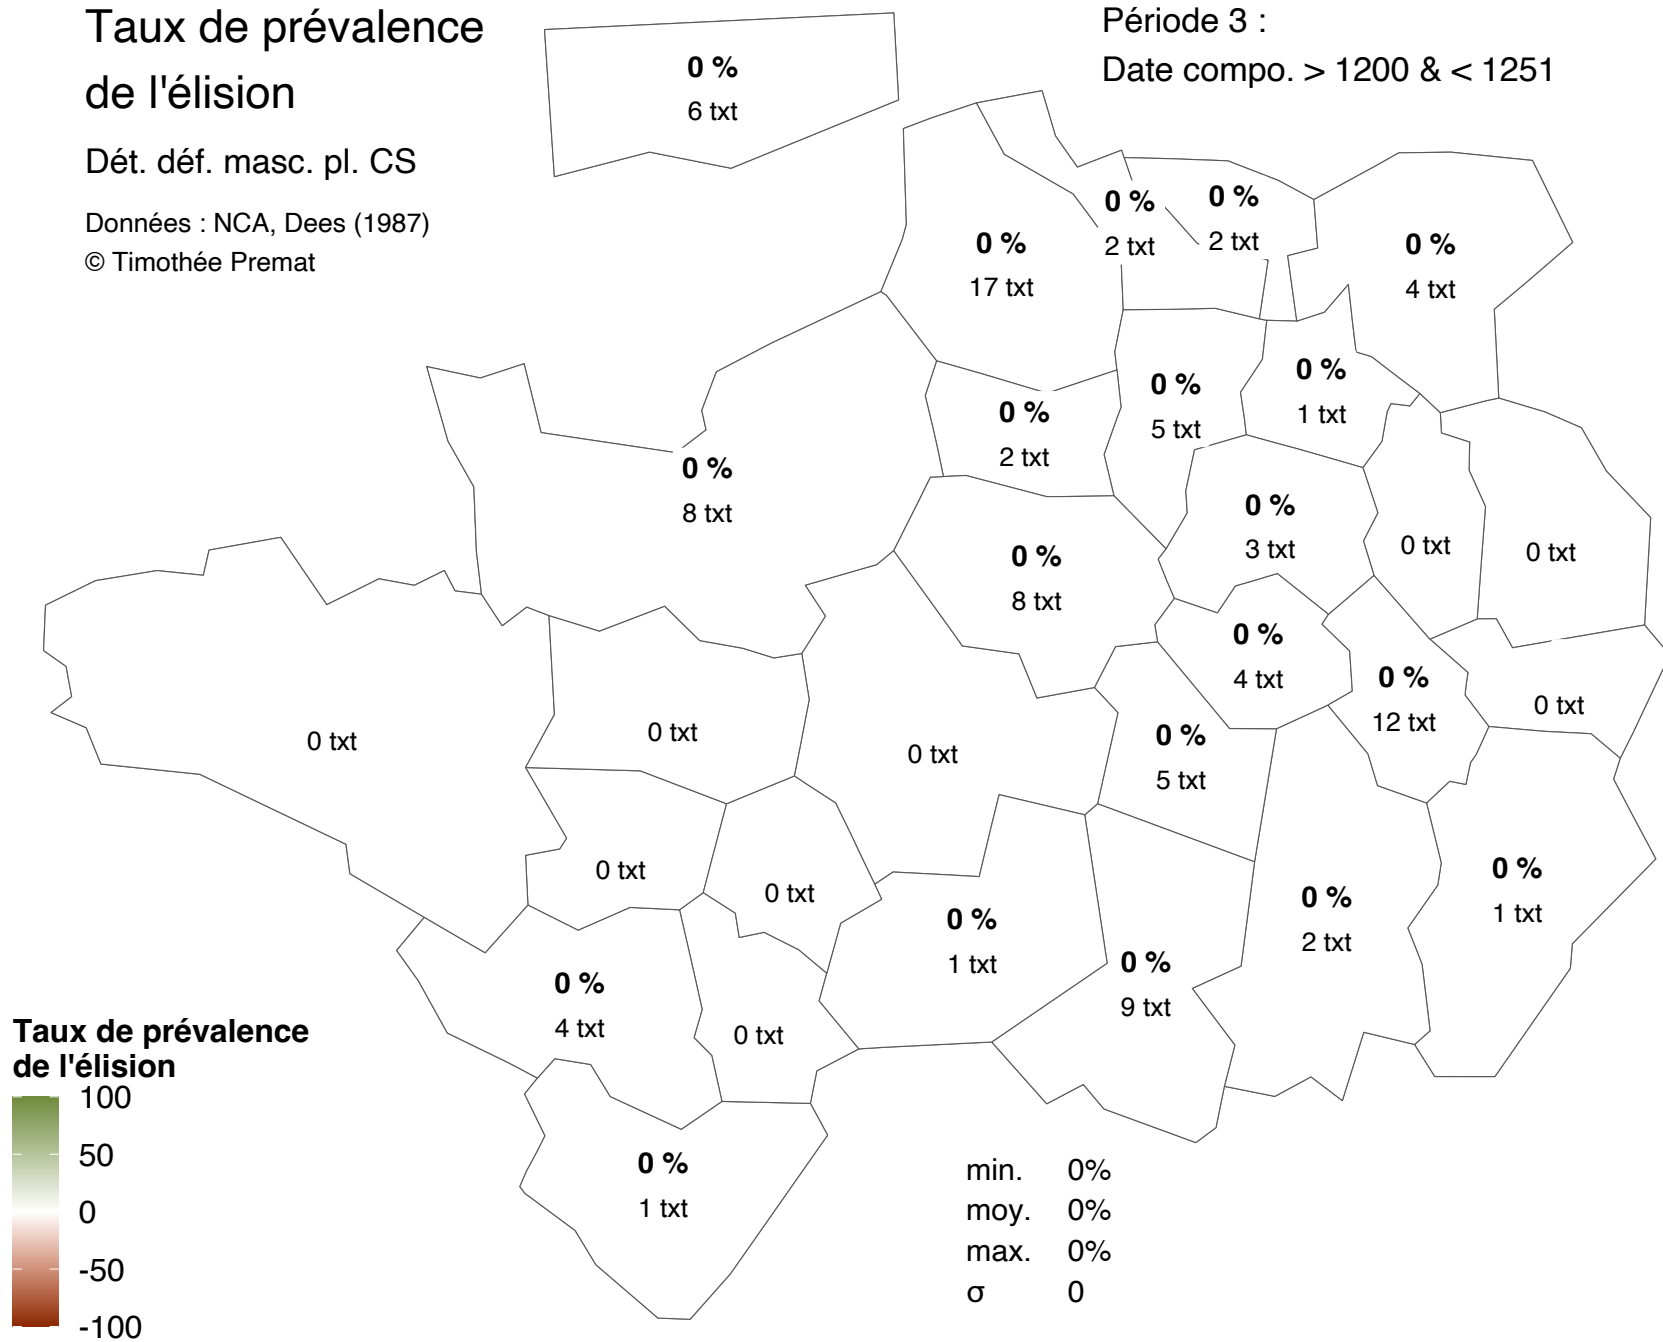 Taux de prévalence
de l'élision
Dét. déf. masc. pl. CS
Données : NCA, Dees (1987)
© Timothée Premat
Période 3 :
Date compo. > 1200 & < 1251
0 %
6 txt
0 %
17 txt
0 %
2 txt
0 %
2 txt
0 %
4 txt
0 %
8 txt
0 %
2 txt
0 %
5 txt
0 %
1 txt
0 %
8 txt
0 %
3 txt
0 txt
0 txt
0 %
4 txt
0 %
12 txt
0 txt
0 txt
0 txt
0 txt
0 %
5 txt
0 txt
0 txt
0 %
1 txt
0 %
9 txt
0 %
2 txt
0 %
1 txt
0 %
4 txt
0 txt
0 %
1 txt
Taux de prévalence
de l'élision
100
50
0
-50
-100
min. 0%
moy. 0%
max. 0%
σ 0